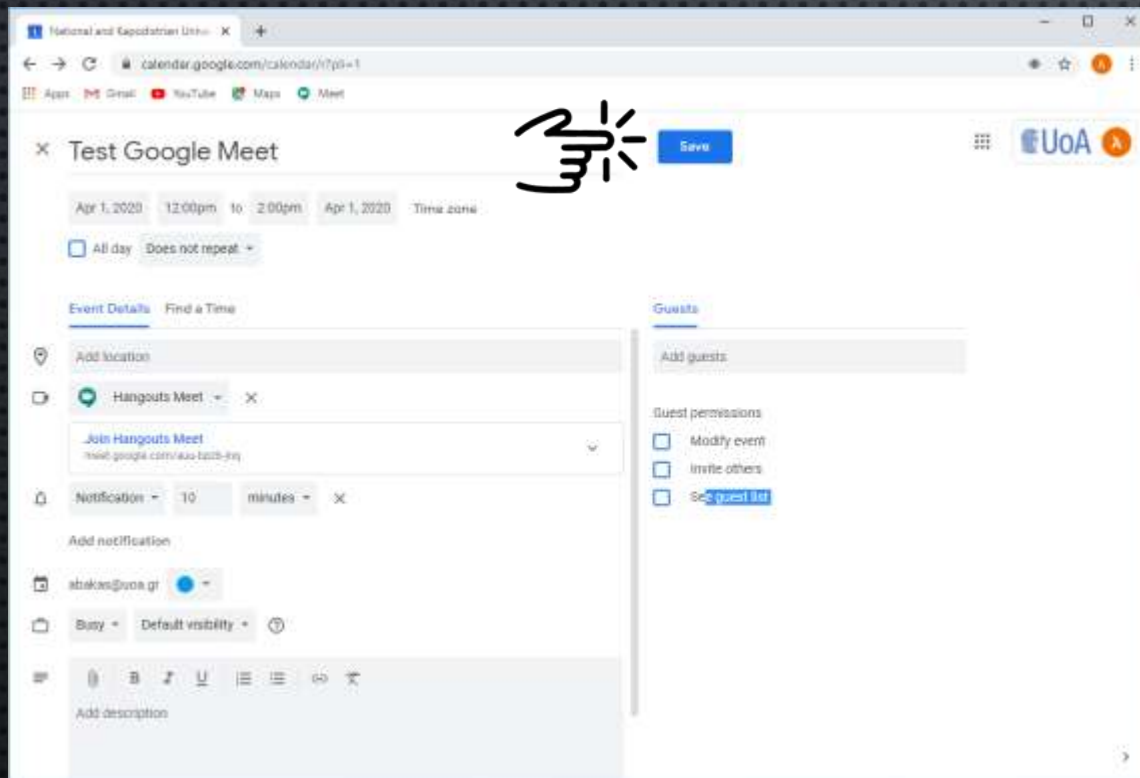 National and Kapodistrian Unive
calendar.google.com/calendar/r?pli=1
Apps Gmail YouTube Maps Meet
Test Google Meet
Save
UoA
λ
Apr 1, 2020 12:00pm to 2:00pm Apr 1, 2020 Time zone
All day Does not repeat
Event Details Find a Time
Guests
Add location
Add guests
Hangouts Meet
Guest permissions
Join Hangouts Meet
Modify event
Invite others
See guest list
Notification 10 minutes
Add notification
abakas@uoa.gr
Busy Default visibility
B I U
Add description